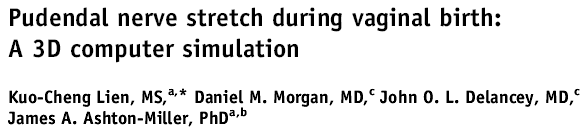 Pudendal nerve stretch during vaginal birth:
A 3D computer simulation
Kuo-Cheng Lien, MS,a,* Daniel M. Morgan, MD,c John O. L. Delancey, MD,c
James A. Ashton-Miller, PhDa,b